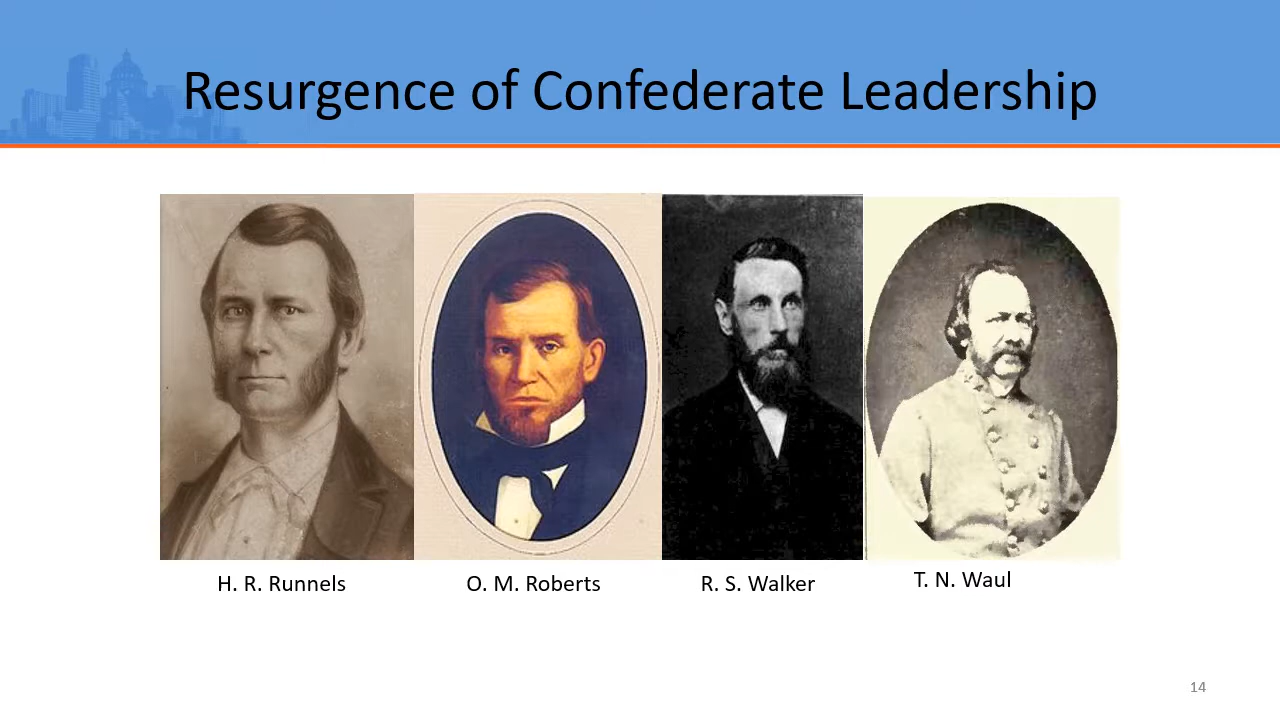 Resurgence of Confederate Leadership
H. R. Runnels
O. M. Roberts
R. S. Walker
T. N. Waul
14